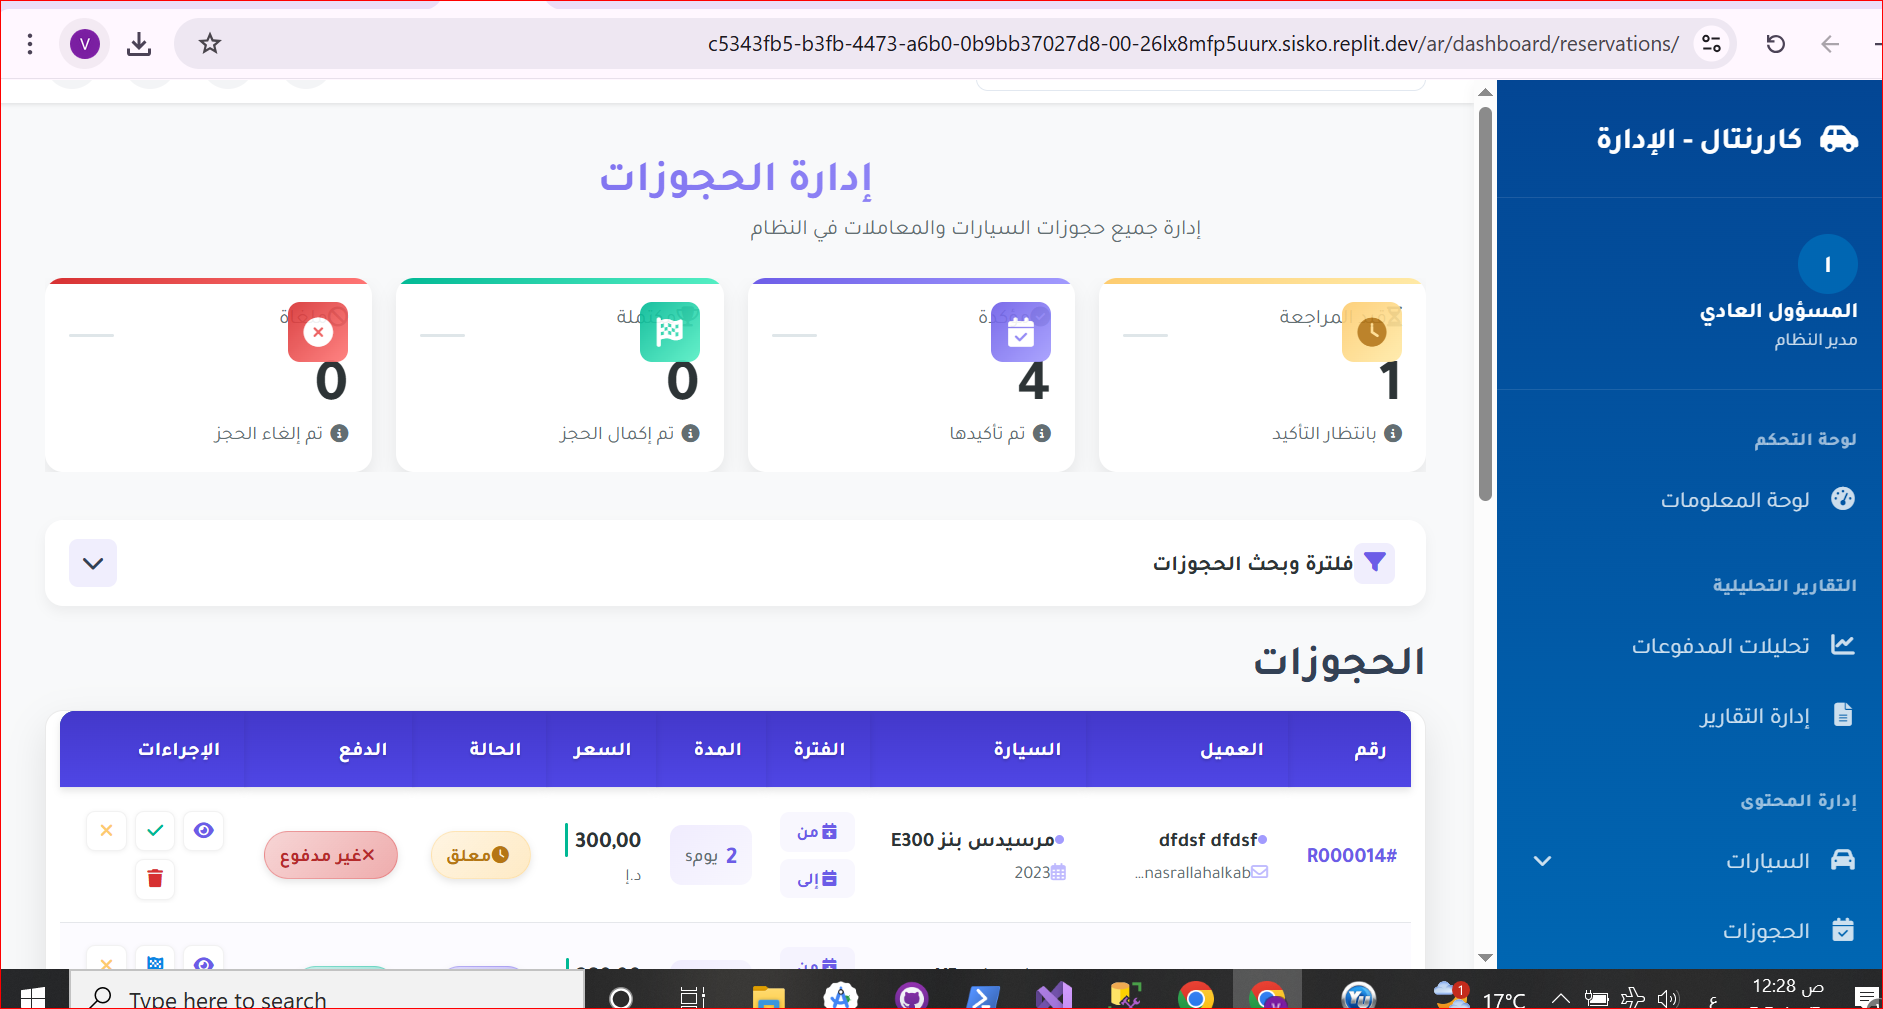 V
c5343fb5-b3fb-4473-a6b0-0b9bb37027d8-00-26lx8mfp5uurx.sisko.replit.dev/ar/dashboard/reservations/
كاررنتال - الإدارة
ا
المسؤول العادي
مدير النظام
لوحة التحكم
لوحة المعلومات
التقارير التحليلية
تحليلات المدفوعات
إدارة التقارير
إدارة المحتوى
السيارات
الحجوزات
إدارة الحجوزات
إدارة جميع حجوزات السيارات والمعاملات في النظام
المراجعة
1
بانتظار التأكيد
4
تم تأكيدها
0
تم إكمال الحجز
0
تم إلغاء الحجز
فلترة وبحث الحجوزات
الحجوزات
رقم العميل السيارة الفترة المدة السعر الحالة الدفع الإجراءات
R000014#
dfdsf dfdsf
nasrallahalkab...
مرسيدس بنز E300
2023
من
إلى
2 يومs
300,00
د.إ
معلق
غير مدفوع
Type here to search
1
17°C
ع
12:28 ص